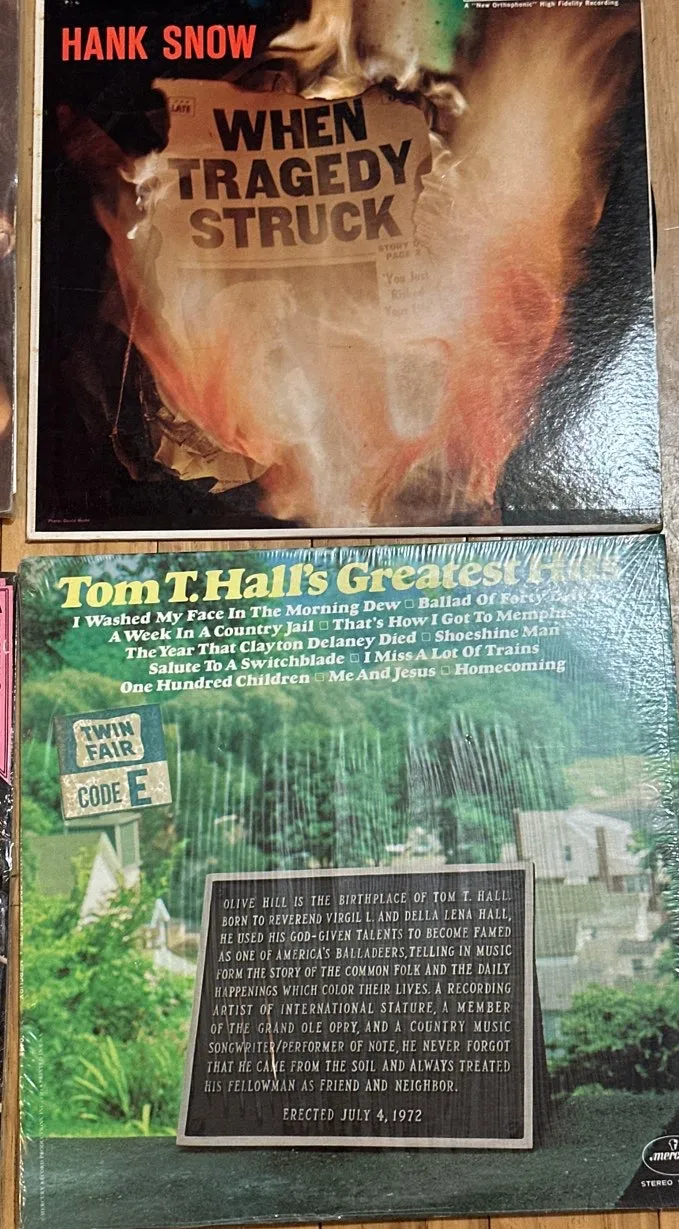 A "New Orthophonic" High Fidelity Recording
HANK SNOW
LATE
WHEN
TRAGEDY
STRUCK
STORY
PAGE
"You Just
Tom T. Hall's Greatest Hits
I Washed My Face In The Morning Dew □ Ballad Of Forty
A Week In A Country Jail □ That's How I Got To Memphis
The Year That Clayton Delaney Died □ Shoeshine Man
Salute To A Switchblade □ I Miss A Lot Of Trains
One Hundred Children □ Me And Jesus □ Homecoming
TWIN
FAIR
CODE E
OLIVE HILL IS THE BIRTHPLACE OF TOM T. HALL.
BORN TO REVEREND VIRGIL L. AND DELLA LENA HALL,
HE USED HIS GOD-GIVEN TALENTS TO BECOME FAMED
AS ONE OF AMERICA'S BALLADEERS, TELLING IN MUSIC
FORM THE STORY OF THE COMMON FOLK AND THE DAILY
HAPPENINGS WHICH COLOR THEIR LIVES. A RECORDING
ARTIST OF INTERNATIONAL STATURE, A MEMBER
OF THE GRAND OLE OPRY, AND A COUNTRY MUSIC
SONGWRITER/PERFORMER OF NOTE, HE NEVER FORGOT
THAT HE CAME FROM THE SOIL AND ALWAYS TREATED
HIS FELLOWMAN AS FRIEND AND NEIGHBOR.
ERECTED JULY 4, 1972
STEREO